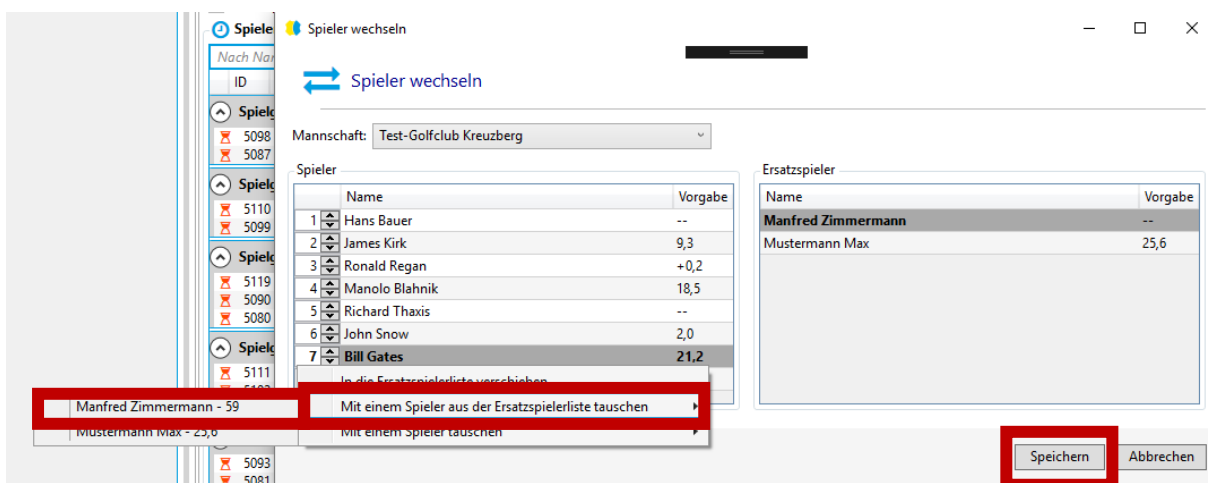 Spiele
Spieler wechseln
Nach Nar
Spieler wechseln
ID
Spielg
5098
5087
Spielg
5110
5099
Spielg
5119
5090
5080
Spielg
5111
5093
5081
Mannschaft: Test-Golfclub Kreuzberg
Spieler
Name Vorgabe
1 Hans Bauer --
2 James Kirk 9,3
3 Ronald Regan +0,2
4 Manolo Blahnik 18,5
5 Richard Thaxis --
6 John Snow 2,0
7 Bill Gates 21,2
Ersatzspieler
Name Vorgabe
Manfred Zimmermann --
Mustermann Max 25,6
In die Ersatzspielerliste verschieben
Mit einem Spieler aus der Ersatzspielerliste tauschen
Mit einem Spieler tauschen
Manfred Zimmermann - 59
Mustermann Max - 25,6
Speichern Abbrechen